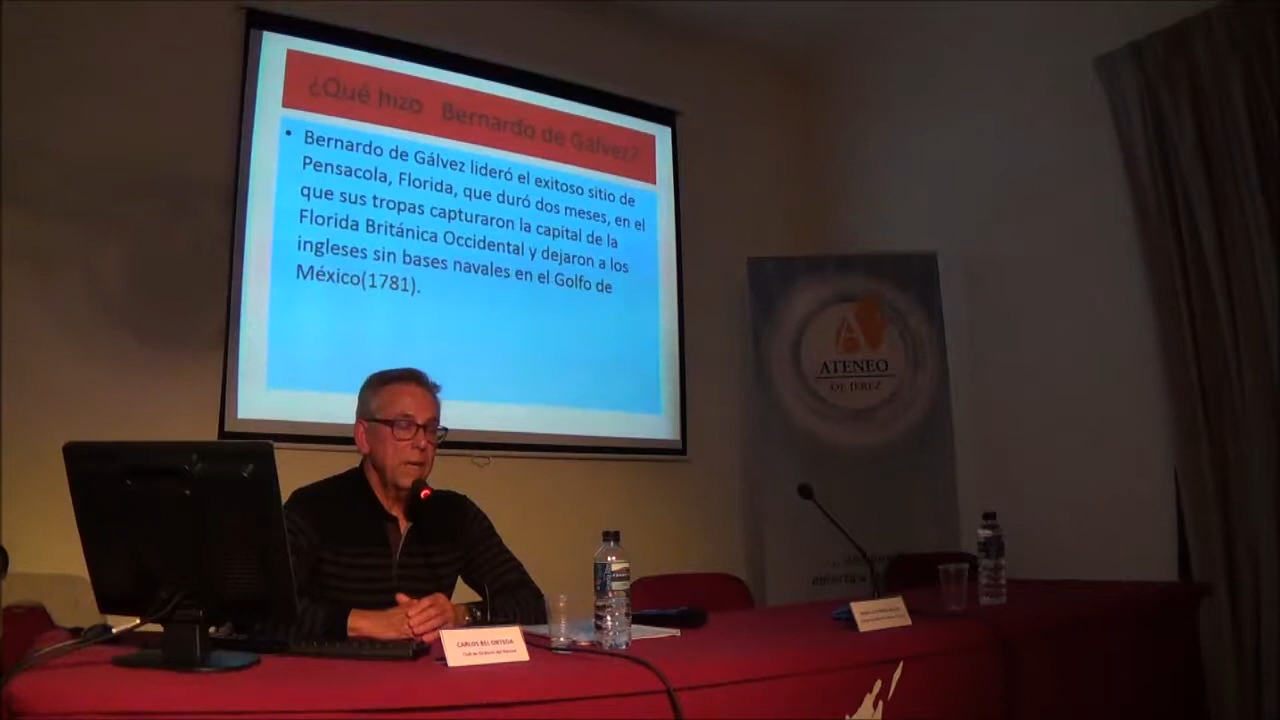 ¿Qué hizo Bernardo de Gálvez?
• Bernardo de Gálvez lideró el exitoso sitio de
Pensacola, Florida, que duró dos meses, en el
que sus tropas capturaron la capital de la
Florida Británica Occidental y dejaron a los
ingleses sin bases navales en el Golfo de
México(1781).
A
ATENEO
DE JEREZ
CARLOS BEL ORTEGA